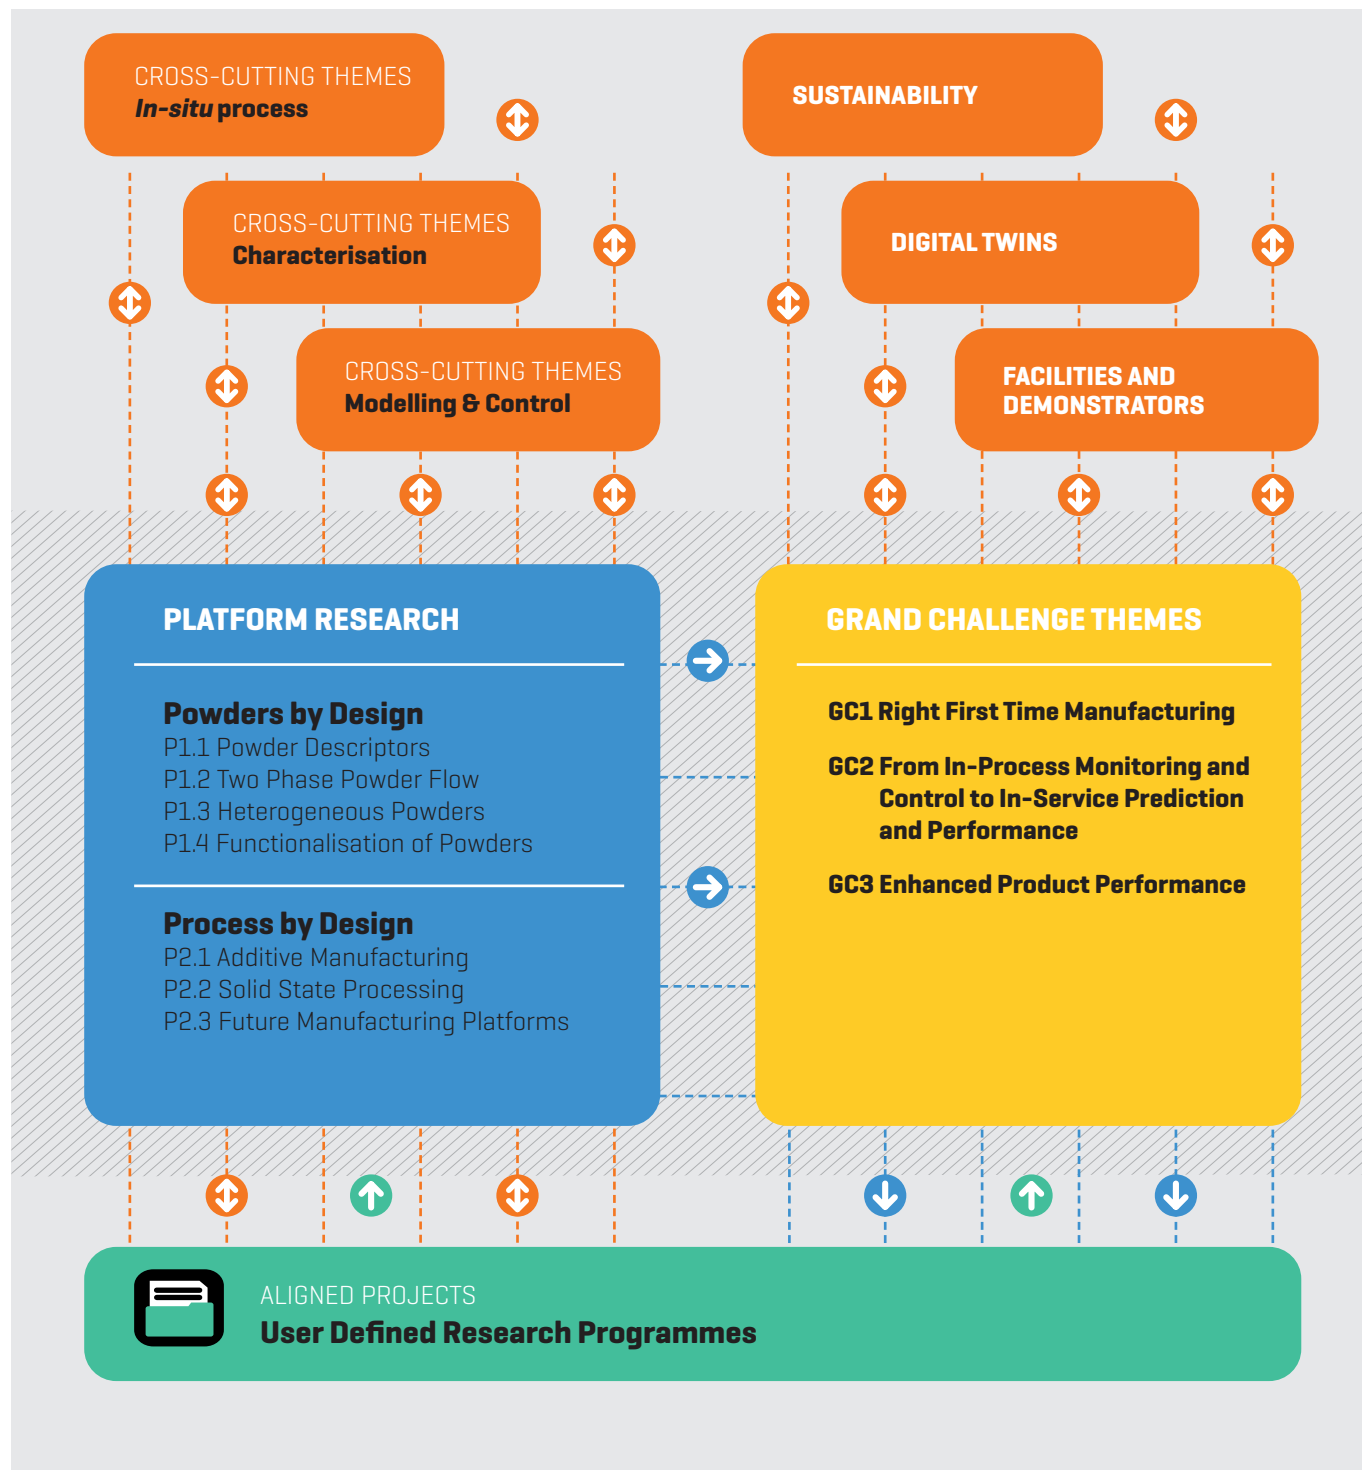 CROSS-CUTTING THEMES
In-situ process
CROSS-CUTTING THEMES
Characterisation
CROSS-CUTTING THEMES
Modelling & Control
SUSTAINABILITY
DIGITAL TWINS
FACILITIES AND
DEMONSTRATORS
PLATFORM RESEARCH
Powders by Design
P1.1 Powder Descriptors
P1.2 Two Phase Powder Flow
P1.3 Heterogeneous Powders
P1.4 Functionalisation of Powders
Process by Design
P2.1 Additive Manufacturing
P2.2 Solid State Processing
P2.3 Future Manufacturing Platforms
GRAND CHALLENGE THEMES
GC1 Right First Time Manufacturing
GC2 From In-Process Monitoring and
Control to In-Service Prediction
and Performance
GC3 Enhanced Product Performance
ALIGNED PROJECTS
User Defined Research Programmes